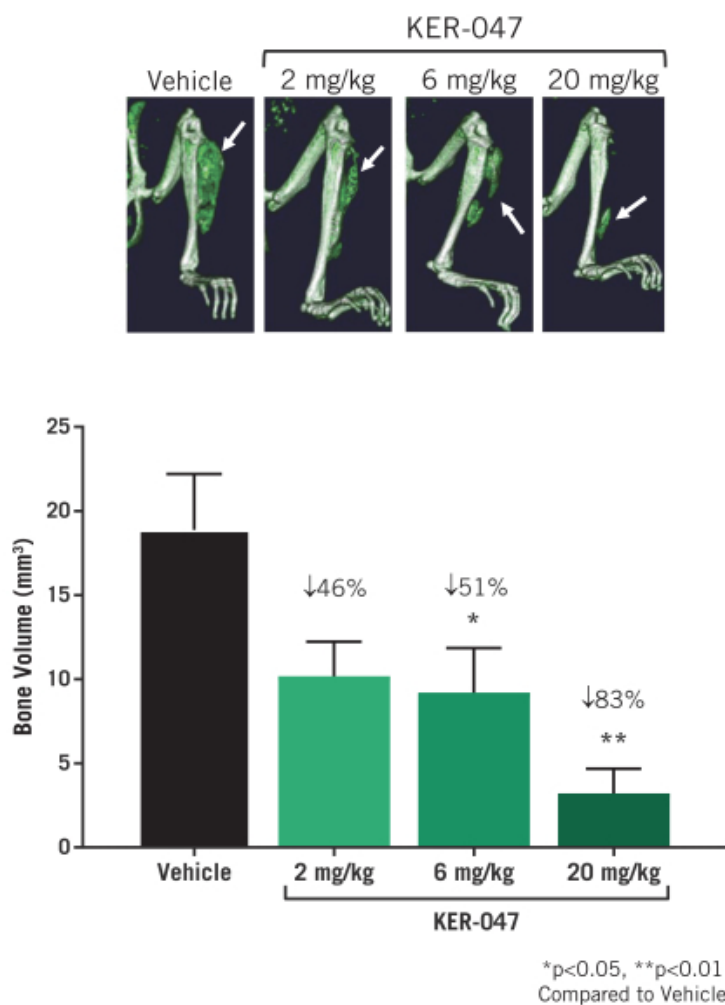 KER-047
Vehicle 2 mg/kg 6 mg/kg 20 mg/kg
Bone Volume (mm³)
25
20
15
10
5
0
↓46%
↓51%
*
↓83%
**
Vehicle 2 mg/kg 6 mg/kg 20 mg/kg
KER-047
*p<0.05, **p<0.01
Compared to Vehicle